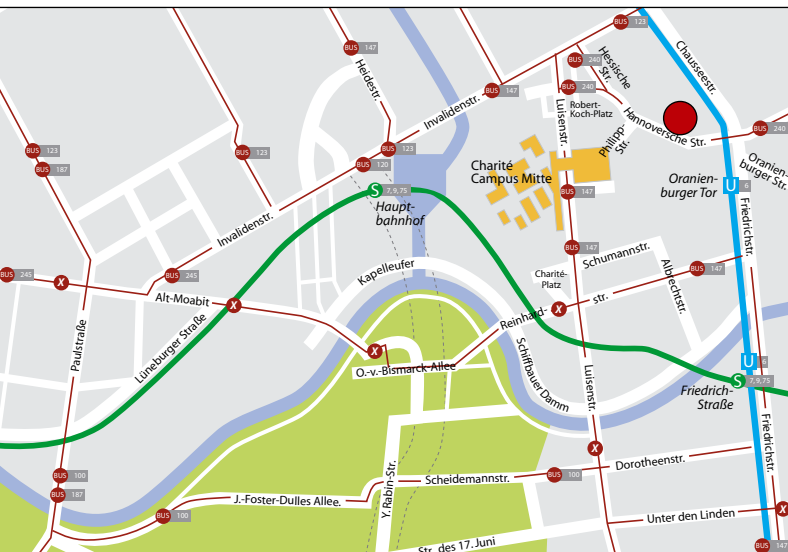 BUS 123
Chausseestr.
BUS 147
Heidestr.
BUS 240
Hessische
Str.
BUS 147
BUS 240
Invalidenstr.
Luisenstr.
Robert-
Koch-Platz
Hannoversche Str.
BUS 240
Philipp-
Str.
BUS 123
BUS 187
BUS 123
BUS 123
BUS 120
Charité
Campus Mitte
Oranien-
burger Str.
Oranien-
burger Tor
U 6
S 7,9,75
BUS 147
Haupt-
bahnhof
Friedrichstr.
Invalidenstr.
BUS 147
Schumannstr.
BUS 245
X
BUS 245
Kapelleufer
Charité-
Platz
BUS 147
Albrechtstr.
Alt-Moabit
X
Reinhard-
X
str.
Paulstraße
Lüneburger Straße
X
O.-v.-Bismarck-Allee
Schiffbauer Damm
Luisenstr.
U 6
S 7,9,75
Friedrich-
Straße
Friedrichstr.
X
BUS 100
BUS 187
Y. Rabin-Str.
Scheidemannstr.
BUS 100
Dorotheenstr.
J.-Foster-Dulles Allee.
BUS 100
Unter den Linden
X
Str. des 17. Juni
BUS 147